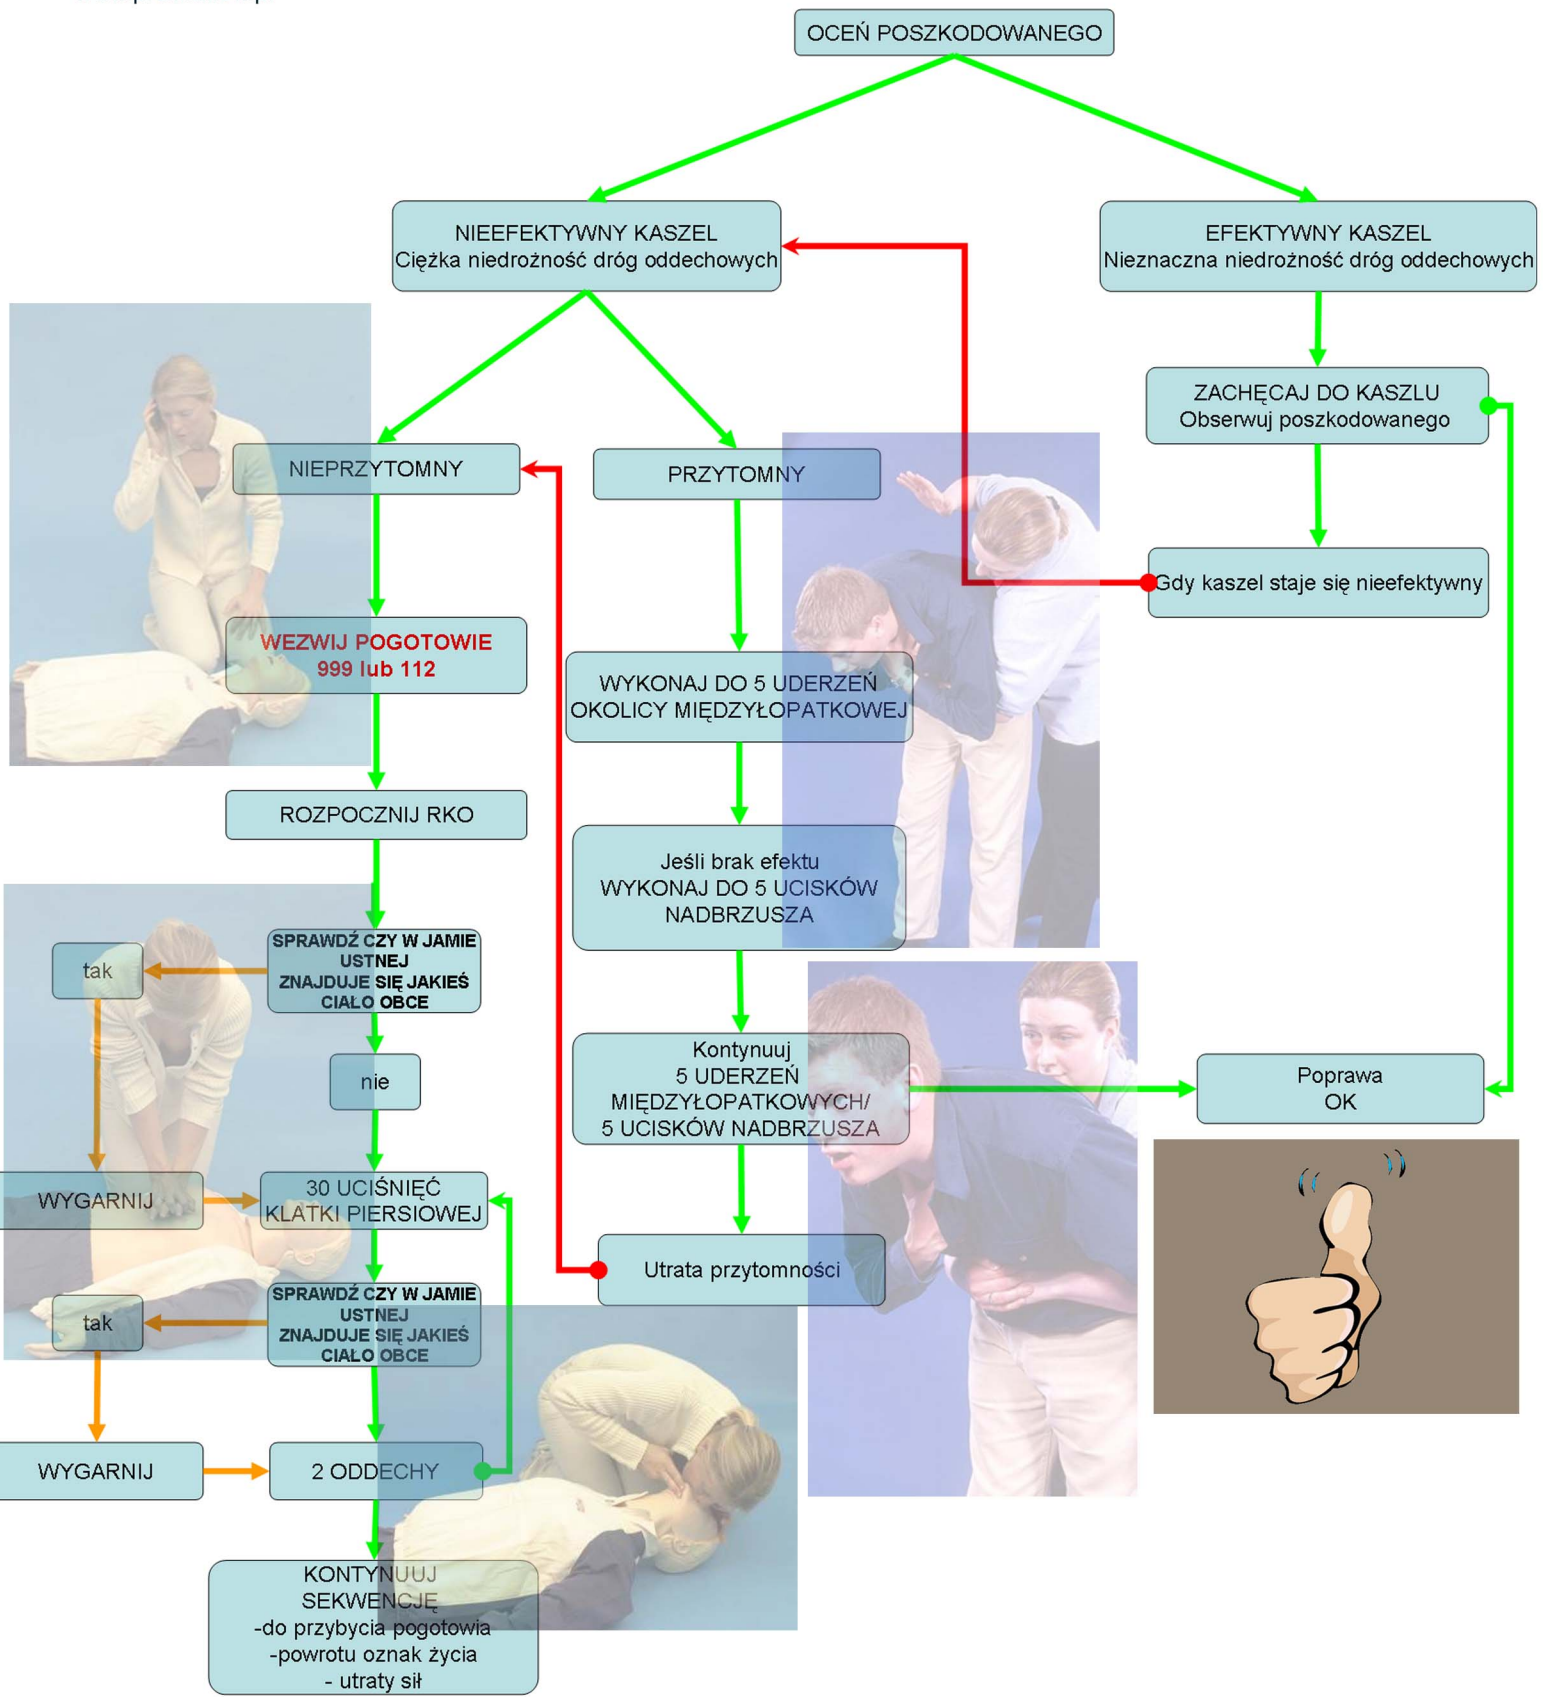 OCEŃ POSZKODOWANEGO
NIEEFEKTYWNY KASZEL
Ciężka niedrożność dróg oddechowych
EFEKTYWNY KASZEL
Nieznaczna niedrożność dróg oddechowych
ZACHĘCAJ DO KASZLU
Obserwuj poszkodowanego
NIEPRZYTOMNY
PRZYTOMNY
Gdy kaszel staje się nieefektywny
WEZWIJ POGOTOWIE
999 lub 112
WYKONAJ DO 5 UDERZEŃ
OKOLICY MIĘDZYŁOPATKOWEJ
ROZPOCZNIJ RKO
Jeśli brak efektu
WYKONAJ DO 5 UCISKÓW
NADBRZUSZA
SPRAWDŹ CZY W JAMIE
USTNEJ
ZNAJDUJE SIĘ JAKIEŚ
CIAŁO OBCE
tak
nie
Kontynuuj
5 UDERZEŃ
MIĘDZYŁOPATKOWYCH/
5 UCISKÓW NADBRZUSZA
Poprawa
OK
WYGARNIJ
30 UCIŚNIĘĆ
KLATKI PIERSIOWEJ
Utrata przytomności
SPRAWDŹ CZY W JAMIE
USTNEJ
ZNAJDUJE SIĘ JAKIEŚ
CIAŁO OBCE
tak
WYGARNIJ
2 ODDECHY
KONTYNUUJ
SEKWENCJĘ
-do przybycia pogotowia
-powrotu oznak życia
- utraty sił